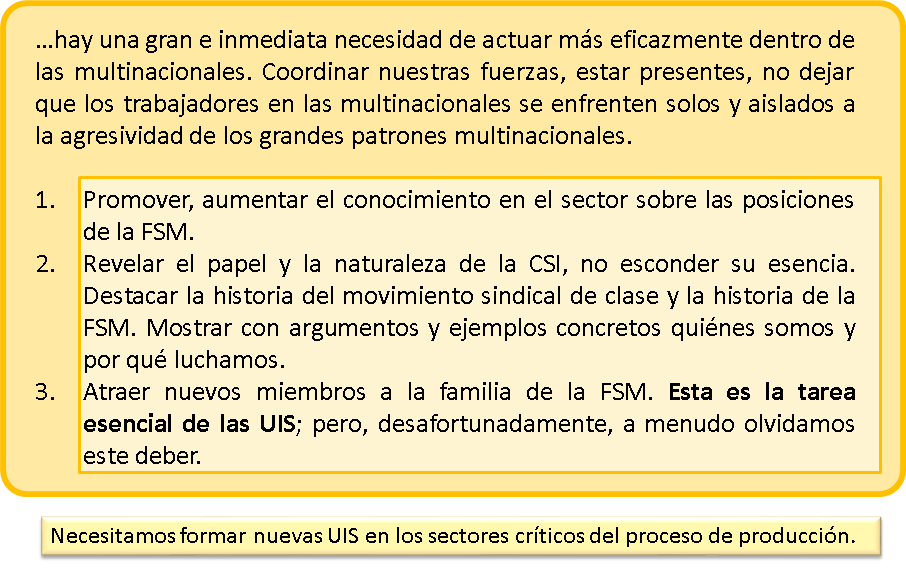 ...hay una gran e inmediata necesidad de actuar más eficazmente dentro de
las multinacionales. Coordinar nuestras fuerzas, estar presentes, no dejar
que los trabajadores en las multinacionales se enfrenten solos y aislados a
la agresividad de los grandes patrones multinacionales.
1. Promover, aumentar el conocimiento en el sector sobre las posiciones
de la FSM.
2. Revelar el papel y la naturaleza de la CSI, no esconder su esencia.
Destacar la historia del movimiento sindical de clase y la historia de la
FSM. Mostrar con argumentos y ejemplos concretos quiénes somos y
por qué luchamos.
3. Atraer nuevos miembros a la familia de la FSM. Esta es la tarea
esencial de las UIS; pero, desafortunadamente, a menudo olvidamos
este deber.
Necesitamos formar nuevas UIS en los sectores críticos del proceso de producción.